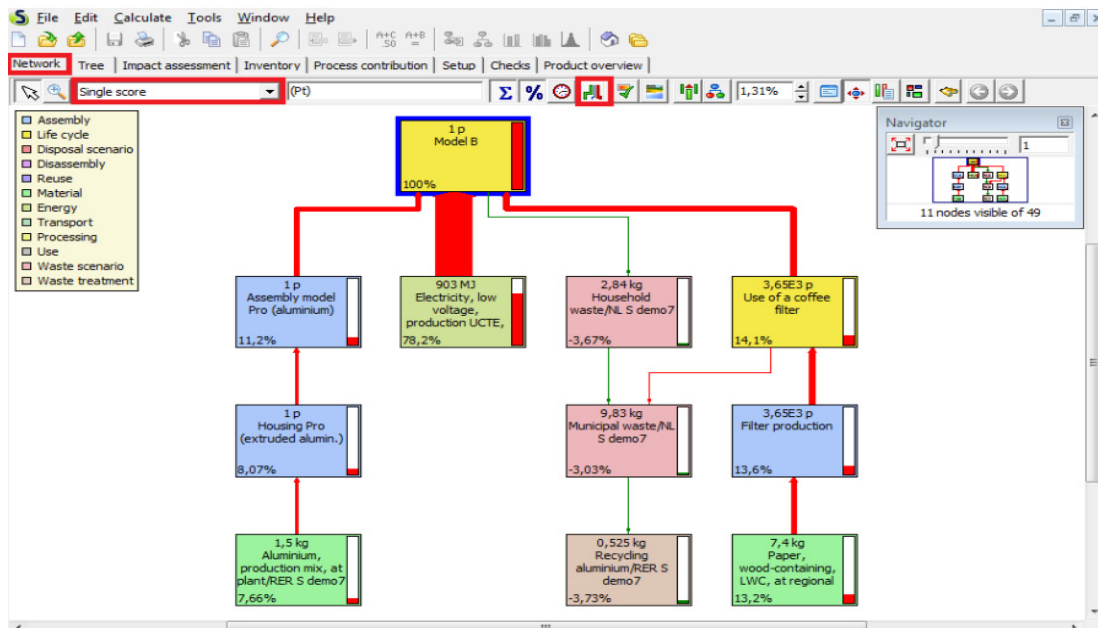 File Edit Calculate Tools Window Help
A+C A+B
50 =
Network Tree Impact assessment Inventory Process contribution Setup Checks Product overview
Single score (Pt) Σ % 1,31%
Assembly
Life cycle
Disposal scenario
Disassembly
Reuse
Material
Energy
Transport
Processing
Use
Waste scenario
Waste treatment
Navigator
1
11 nodes visible of 49
1 p
Model B
100%
1 p
Assembly model
Pro (aluminium)
11,2%
903 MJ
Electricity, low
voltage,
production UCTE,
78,2%
2,84 kg
Household
waste/NL S demo7
-3,67%
3,65E3 p
Use of a coffee
filter
14,1%
1 p
Housing Pro
(extruded alumin.)
8,07%
9,83 kg
Municipal waste/NL
S demo7
-3,03%
3,65E3 p
Filter production
13,6%
1,5 kg
Aluminium,
production mix, at
plant/RER S demo7
7,66%
0,525 kg
Recycling
aluminium/RER S
demo7
-3,73%
7,4 kg
Paper,
wood-containing,
LWC, at regional
13,2%